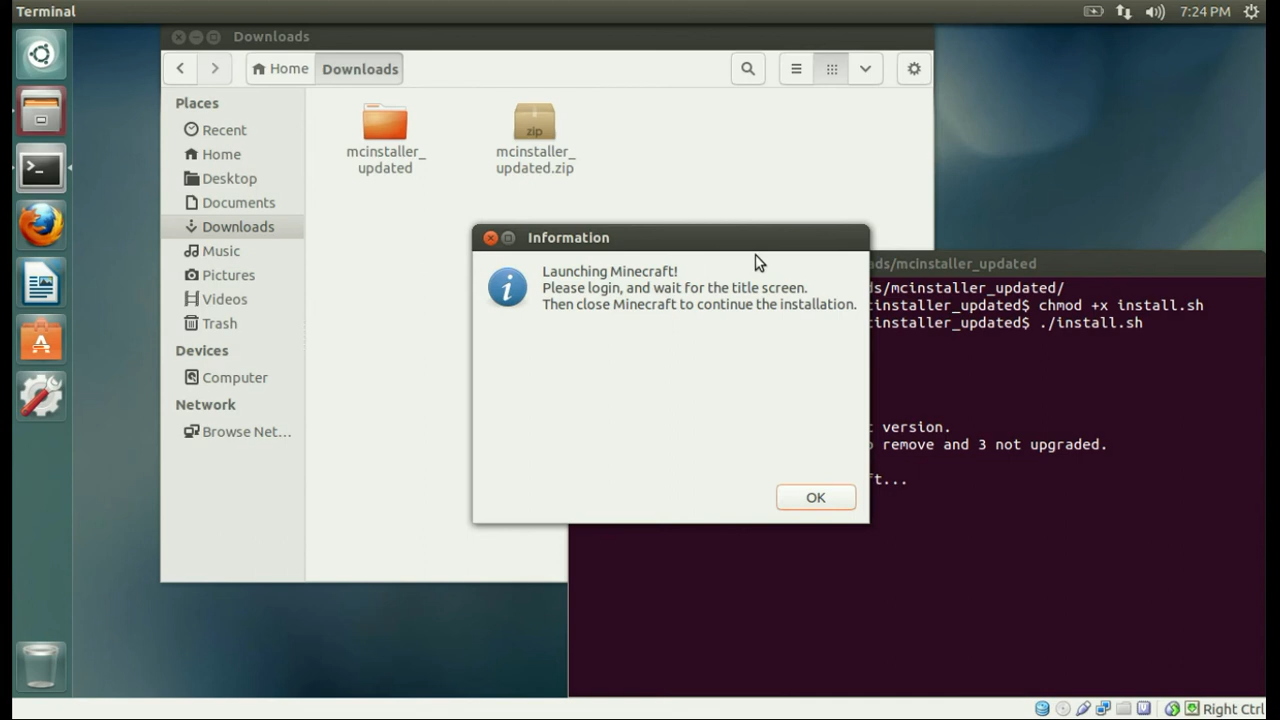 Terminal
7:24 PM
Downloads
Home
Downloads
Places
Recent
Home
Desktop
Documents
Downloads
Music
Pictures
Videos
Trash
Devices
Computer
Network
Browse Net...
mcinstaller_
updated
zip
mcinstaller_
updated.zip
Information
Launching Minecraft!
Please login, and wait for the title screen.
Then close Minecraft to continue the installation.
OK
ds/mcinstaller_updated
ds/mcinstaller_updated/
cinstaller_updated$ chmod +x install.sh
cinstaller_updated$ ./install.sh
t version.
o remove and 3 not upgraded.
ft...
Right Ctrl